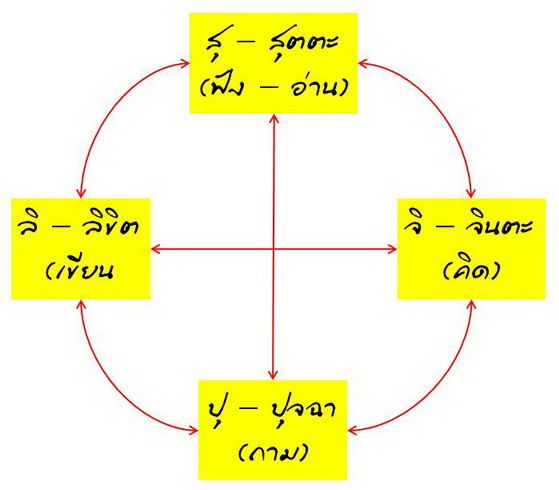 สุ – สุตตะ
(ฟัง – อ่าน)
ลิ – ลิขิต
(เขียน
จิ – จินตะ
(คิด)
ปุ – ปุจฉา
(ถาม)